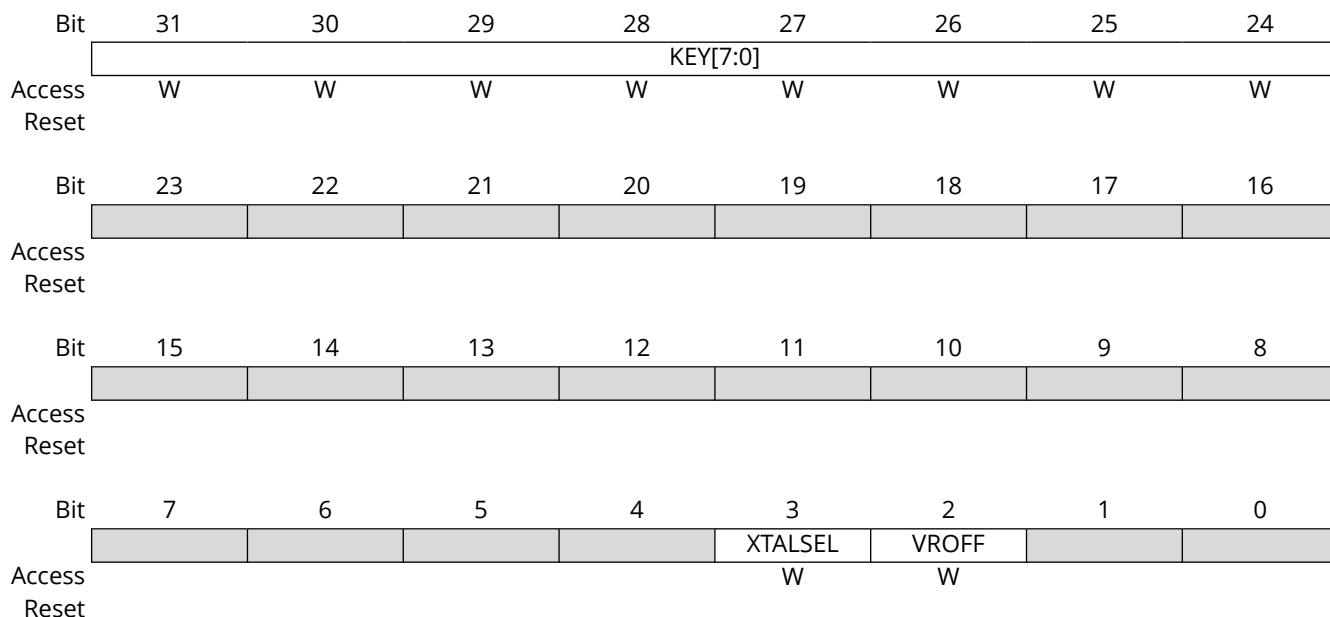 Bit 31 30 29 28 27 26 25 24
KEY[7:0]
Access W W W W W W W W
Reset
Bit 23 22 21 20 19 18 17 16
Access
Reset
Bit 15 14 13 12 11 10 9 8
Access
Reset
Bit 7 6 5 4 3 2 1 0
XTALSEL VROFF
Access W W
Reset